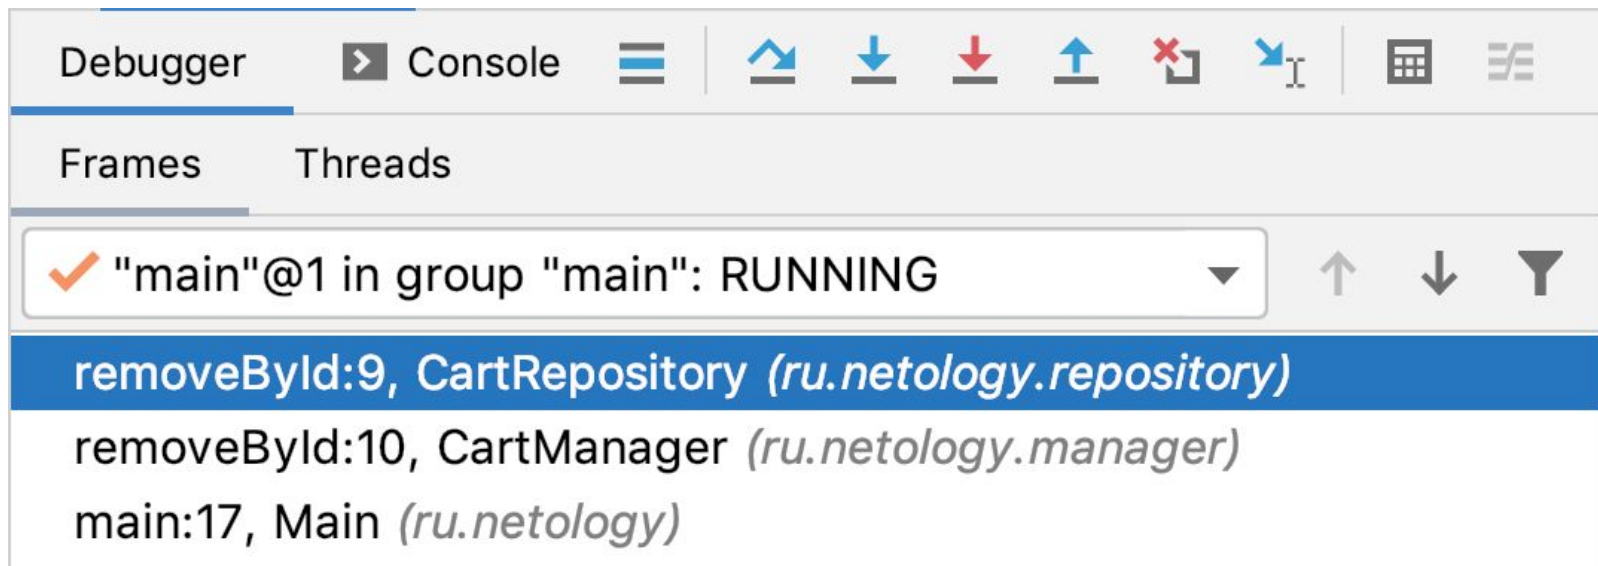 Debugger Console
Frames Threads
"main"@1 in group "main": RUNNING
removeById:9, CartRepository (ru.netology.repository)
removeById:10, CartManager (ru.netology.manager)
main:17, Main (ru.netology)